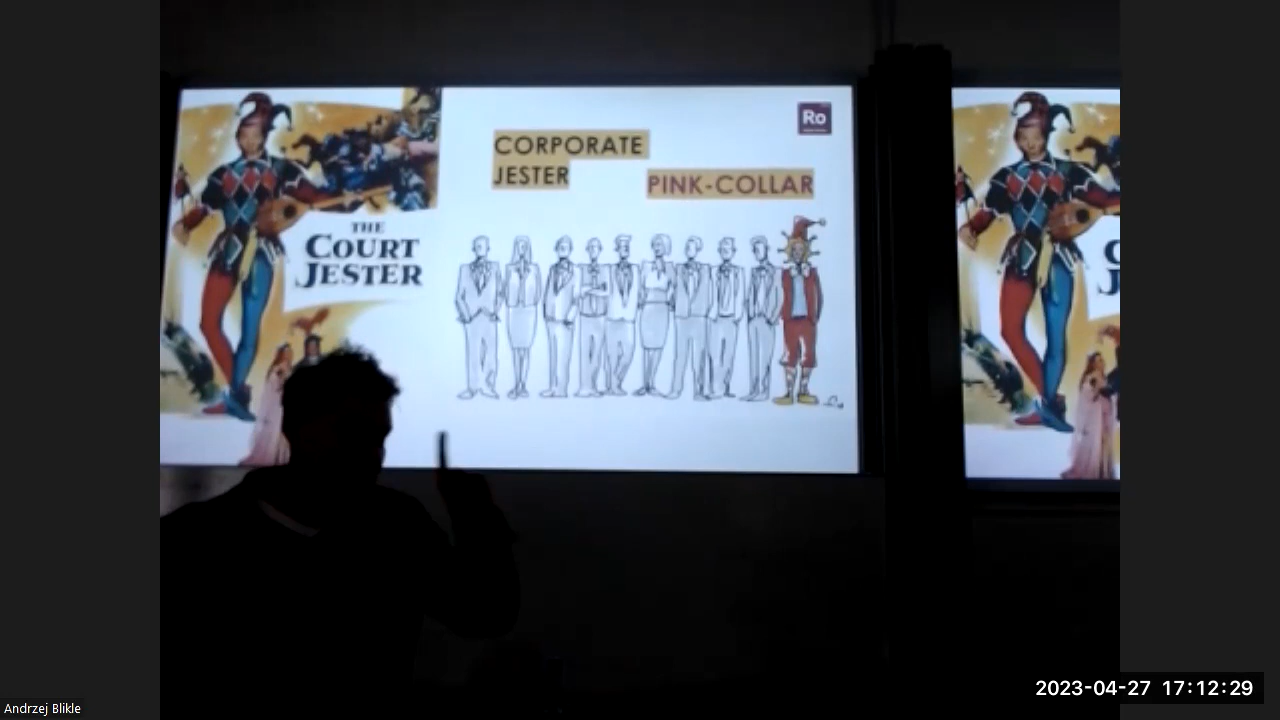 CORPORATE
JESTER
PINK-COLLAR
Ro
THE
COURT
JESTER
C
J
Andrzej Blikle
2023-04-27 17:12:29